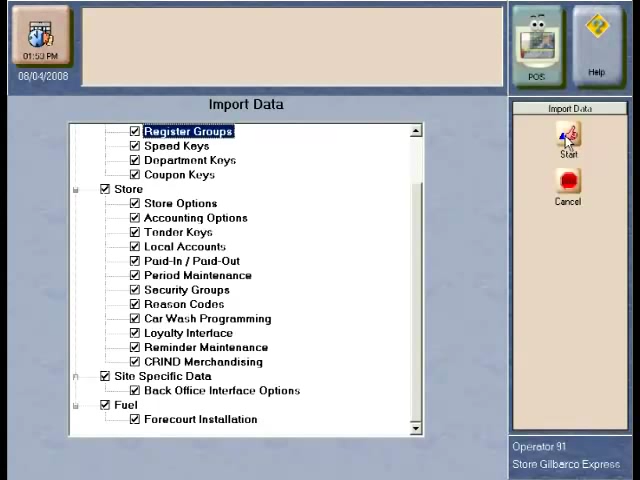 01:53 PM
08/04/2008
POS
Help
Import Data
Register Groups
Speed Keys
Department Keys
Coupon Keys
Store
Store Options
Accounting Options
Tender Keys
Local Accounts
Paid-In / Paid-Out
Period Maintenance
Security Groups
Reason Codes
Car Wash Programming
Loyalty Interface
Reminder Maintenance
CRIND Merchandising
Site Specific Data
Back Office Interface Options
Fuel
Forecourt Installation
Import Data
Start
Cancel
Operator 91
Store Gilbarco Express